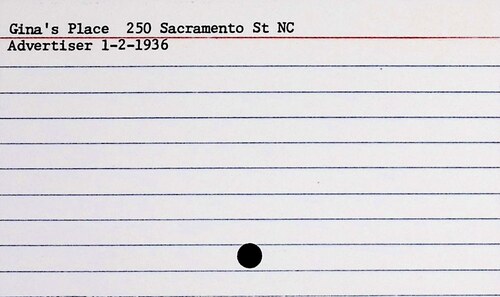 Gina's Place  250 Sacramento St NC
Advertiser 1-2-1936